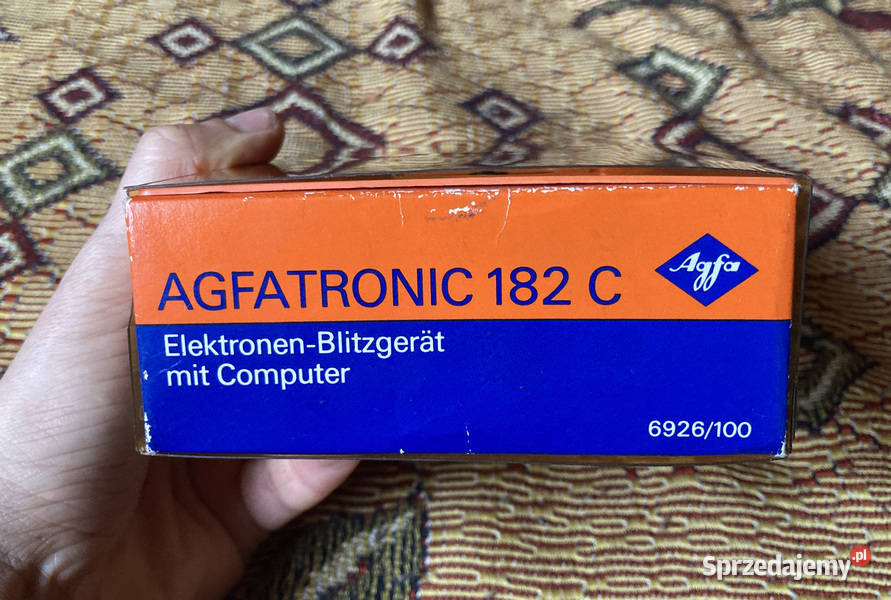 AGFATRONIC 182 C
Agfa
Elektronen-Blitzgerät
mit Computer
6926/100
Sprzedajemy.pl